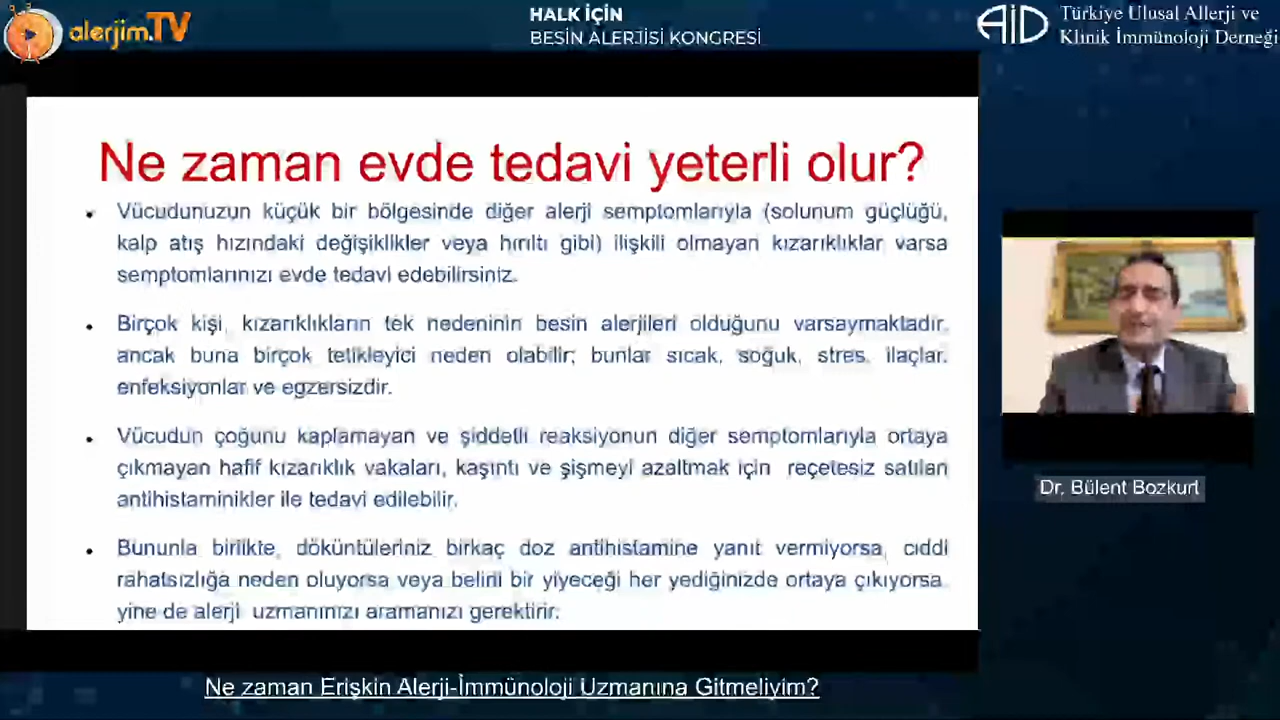 alerjim.TV
HALK İÇİN
BESİN ALERJİSİ KONGRESİ
AİD
Türkiye Ulusal Allerji ve
Klinik İmmünoloji Derneği
Ne zaman evde tedavi yeterli olur?
• Vücudunuzun küçük bir bölgesinde diğer alerji semptomlarıyla (solunum güçlüğü,
kalp atış hızındaki değişiklikler veya hırıltı gibi) ilişkili olmayan kızarıklıklar varsa
semptomlarınızı evde tedavi edebilirsiniz.
• Birçok kişi, kızarıklıkların tek nedeninin besin alerjileri olduğunu varsaymaktadır,
ancak buna birçok tetikleyici neden olabilir; bunlar sıcak, soğuk, stres, ilaçlar,
enfeksiyonlar ve egzersizdir.
• Vücudun çoğunu kaplamayan ve şiddetli reaksiyonun diğer semptomlarıyla ortaya
çıkmayan hafif kızarıklık vakaları, kaşıntı ve şişmeyi azaltmak için reçetesiz satılan
antihistaminikler ile tedavi edilebilir.
• Bununla birlikte, döküntüleriniz birkaç doz antihistamine yanıt vermiyorsa, ciddi
rahatsızlığa neden oluyorsa veya belirli bir yiyeceği her yediğinizde ortaya çıkıyorsa
yine de alerji uzmanınızı aramanızı gerektirir.
Dr. Bülent Bozkurt
Ne zaman Erişkin Alerji-İmmünoloji Uzmanına Gitmeliyim?